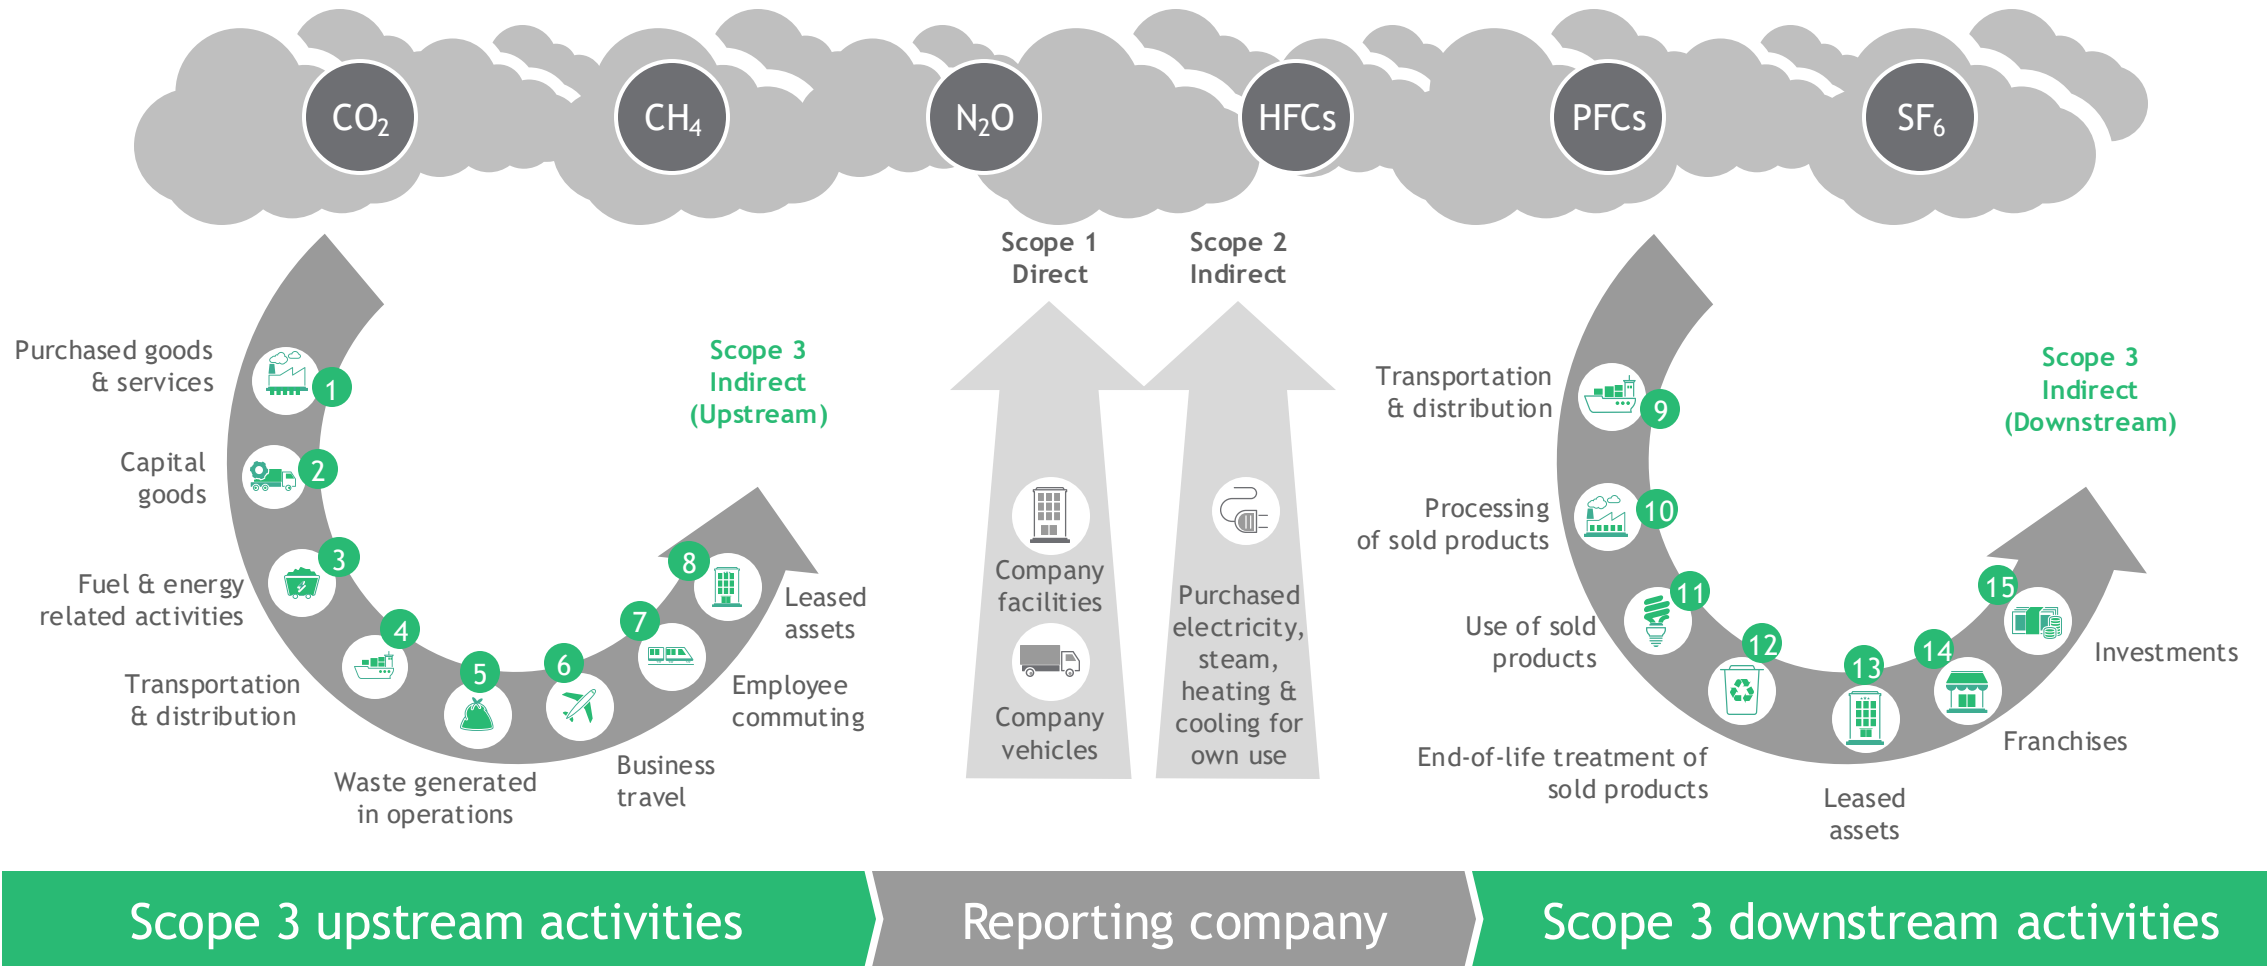 CO₂
CH₄
N₂O
HFCs
PFCs
SF₆
Purchased goods
& services
1
Capital
goods
2
Fuel & energy
related activities
3
Transportation
& distribution
4
Waste generated
in operations
5
Business
travel
6
Employee
commuting
7
Leased
assets
8
Scope 3
Indirect
(Upstream)
Scope 1
Direct
Company
facilities
Company
vehicles
Scope 2
Indirect
Purchased
electricity,
steam,
heating &
cooling for
own use
Transportation
& distribution
9
Processing
of sold products
10
Use of sold
products
11
End-of-life treatment of
sold products
12
Leased
assets
13
Franchises
14
Investments
15
Scope 3
Indirect
(Downstream)
Scope 3 upstream activities
Reporting company
Scope 3 downstream activities